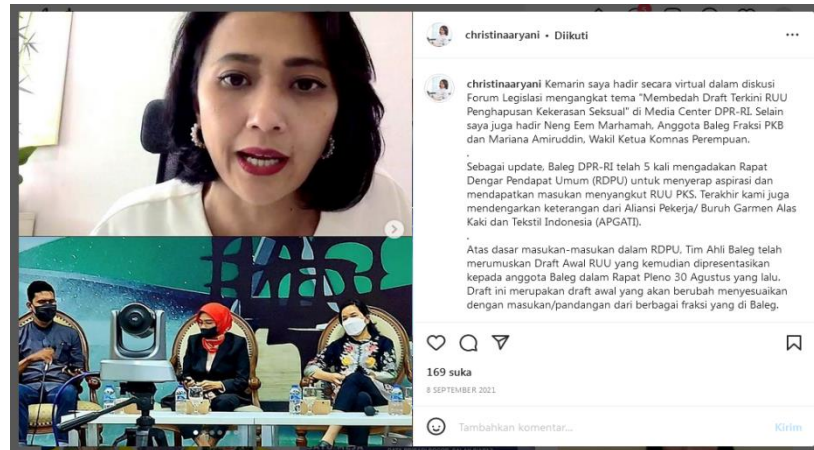 christinaaryani • Diikuti
christinaaryani Kemarin saya hadir secara virtual dalam diskusi
Forum Legislasi mengangkat tema "Membedah Draft Terkini RUU
Penghapusan Kekerasan Seksual" di Media Center DPR-RI. Selain
saya juga hadir Neng Eem Marhamah, Anggota Baleg Fraksi PKB
dan Mariana Amiruddin, Wakil Ketua Komnas Perempuan.
.
Sebagai update, Baleg DPR-RI telah 5 kali mengadakan Rapat
Dengar Pendapat Umum (RDPU) untuk menyerap aspirasi dan
mendapatkan masukan menyangkut RUU PKS. Terakhir kami juga
mendengarkan keterangan dari Aliansi Pekerja/ Buruh Garmen Alas
Kaki dan Tekstil Indonesia (APGATI).
.
Atas dasar masukan-masukan dalam RDPU, Tim Ahli Baleg telah
merumuskan Draft Awal RUU yang kemudian dipresentasikan
kepada anggota Baleg dalam Rapat Pleno 30 Agustus yang lalu.
Draft ini merupakan draft awal yang akan berubah menyesuaikan
dengan masukan/pandangan dari berbagai fraksi yang di Baleg.
169 suka
8 SEPTEMBER 2021
Tambahkan komentar...
Kirim